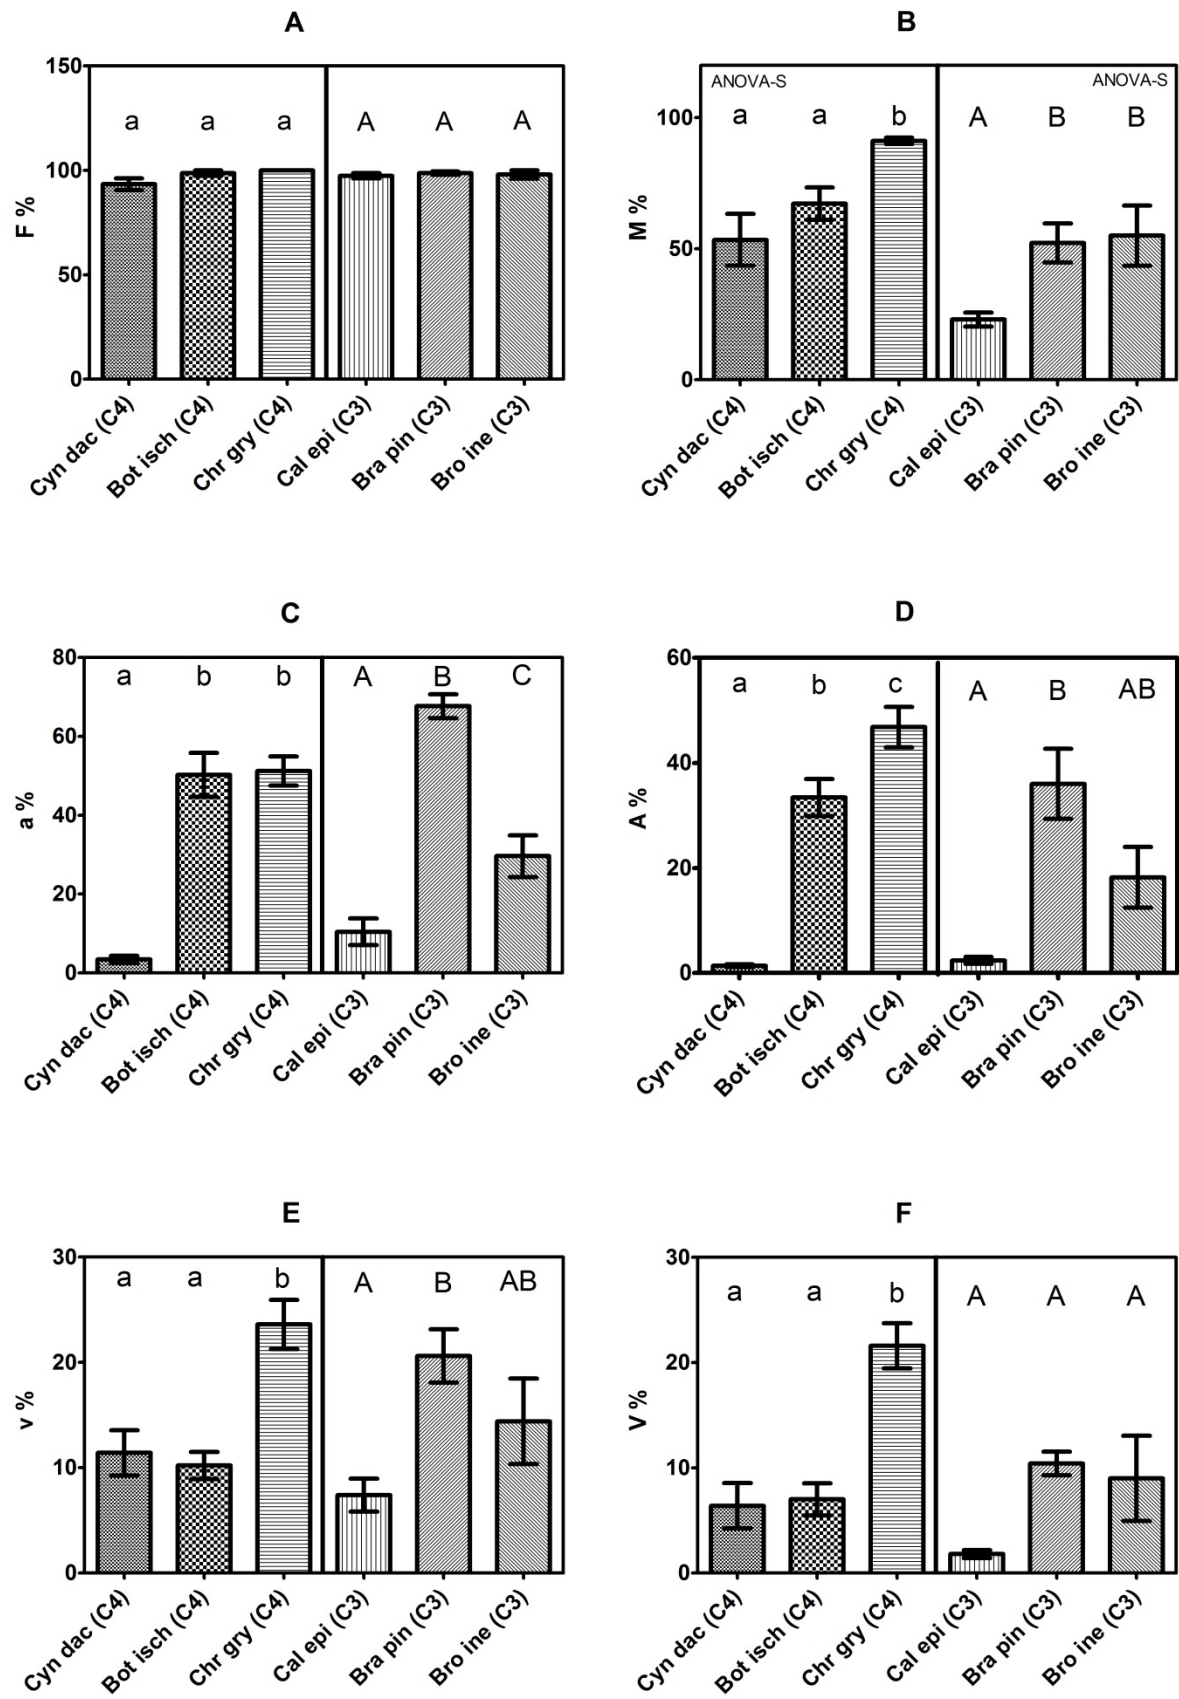 A
150
100
50
0
F %
a a a A A A
Cyn dac (C4)
Bot isch (C4)
Chr gry (C4)
Cal epi (C3)
Bra pin (C3)
Bro ine (C3)
B
100
50
0
M %
ANOVA-S ANOVA-S
a a b A B B
Cyn dac (C4)
Bot isch (C4)
Chr gry (C4)
Cal epi (C3)
Bra pin (C3)
Bro ine (C3)
C
80
60
40
20
0
a %
a b b A B C
Cyn dac (C4)
Bot isch (C4)
Chr gry (C4)
Cal epi (C3)
Bra pin (C3)
Bro ine (C3)
D
60
40
20
0
A %
a b c A B AB
Cyn dac (C4)
Bot isch (C4)
Chr gry (C4)
Cal epi (C3)
Bra pin (C3)
Bro ine (C3)
E
30
20
10
0
v %
a a b A B AB
Cyn dac (C4)
Bot isch (C4)
Chr gry (C4)
Cal epi (C3)
Bra pin (C3)
Bro ine (C3)
F
30
20
10
0
V %
a a b A A A
Cyn dac (C4)
Bot isch (C4)
Chr gry (C4)
Cal epi (C3)
Bra pin (C3)
Bro ine (C3)